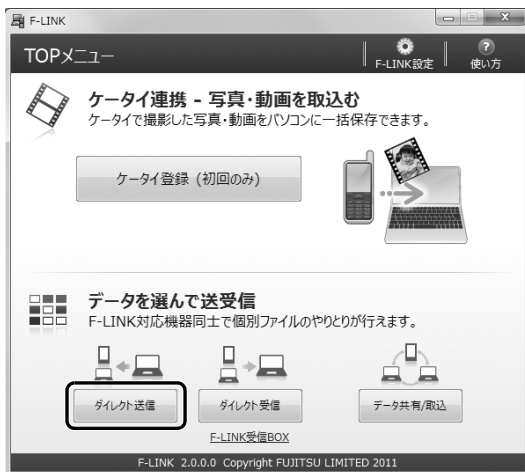 F-LINK
TOPメニュー
F-LINK設定
?
使い方
ケータイ連携 - 写真・動画を取込む
ケータイで撮影した写真・動画をパソコンに一括保存できます。
ケータイ登録 (初回のみ)
データを選んで送受信
F-LINK対応機器同士で個別ファイルのやりとりが行えます。
ダイレクト送信
ダイレクト受信
データ共有/取込
F-LINK受信BOX
F-LINK 2.0.0.0 Copyright FUJITSU LIMITED 2011